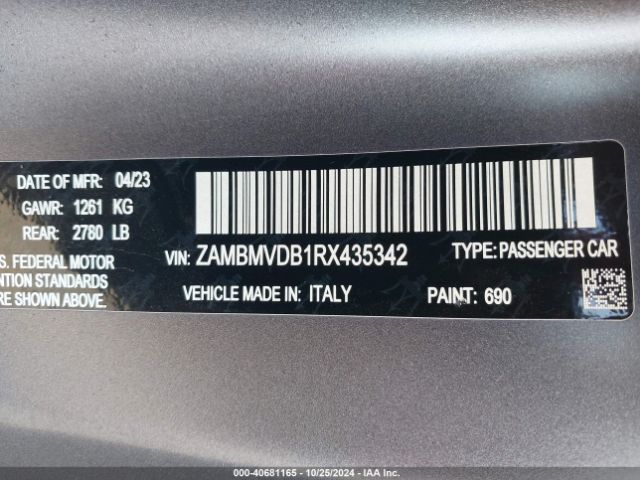 DATE OF MFR: 04/23
GAWR: 1261 KG
REAR: 2780 LB
VIN: ZAMBMVDB1RX435342 TYPE: PASSENGER CAR
S. FEDERAL MOTOR
NTION STANDARDS
VEHICLE MADE IN: ITALY PAINT: 690
RE SHOWN ABOVE.
000-40681165 - 10/25/2024 - IAA Inc.